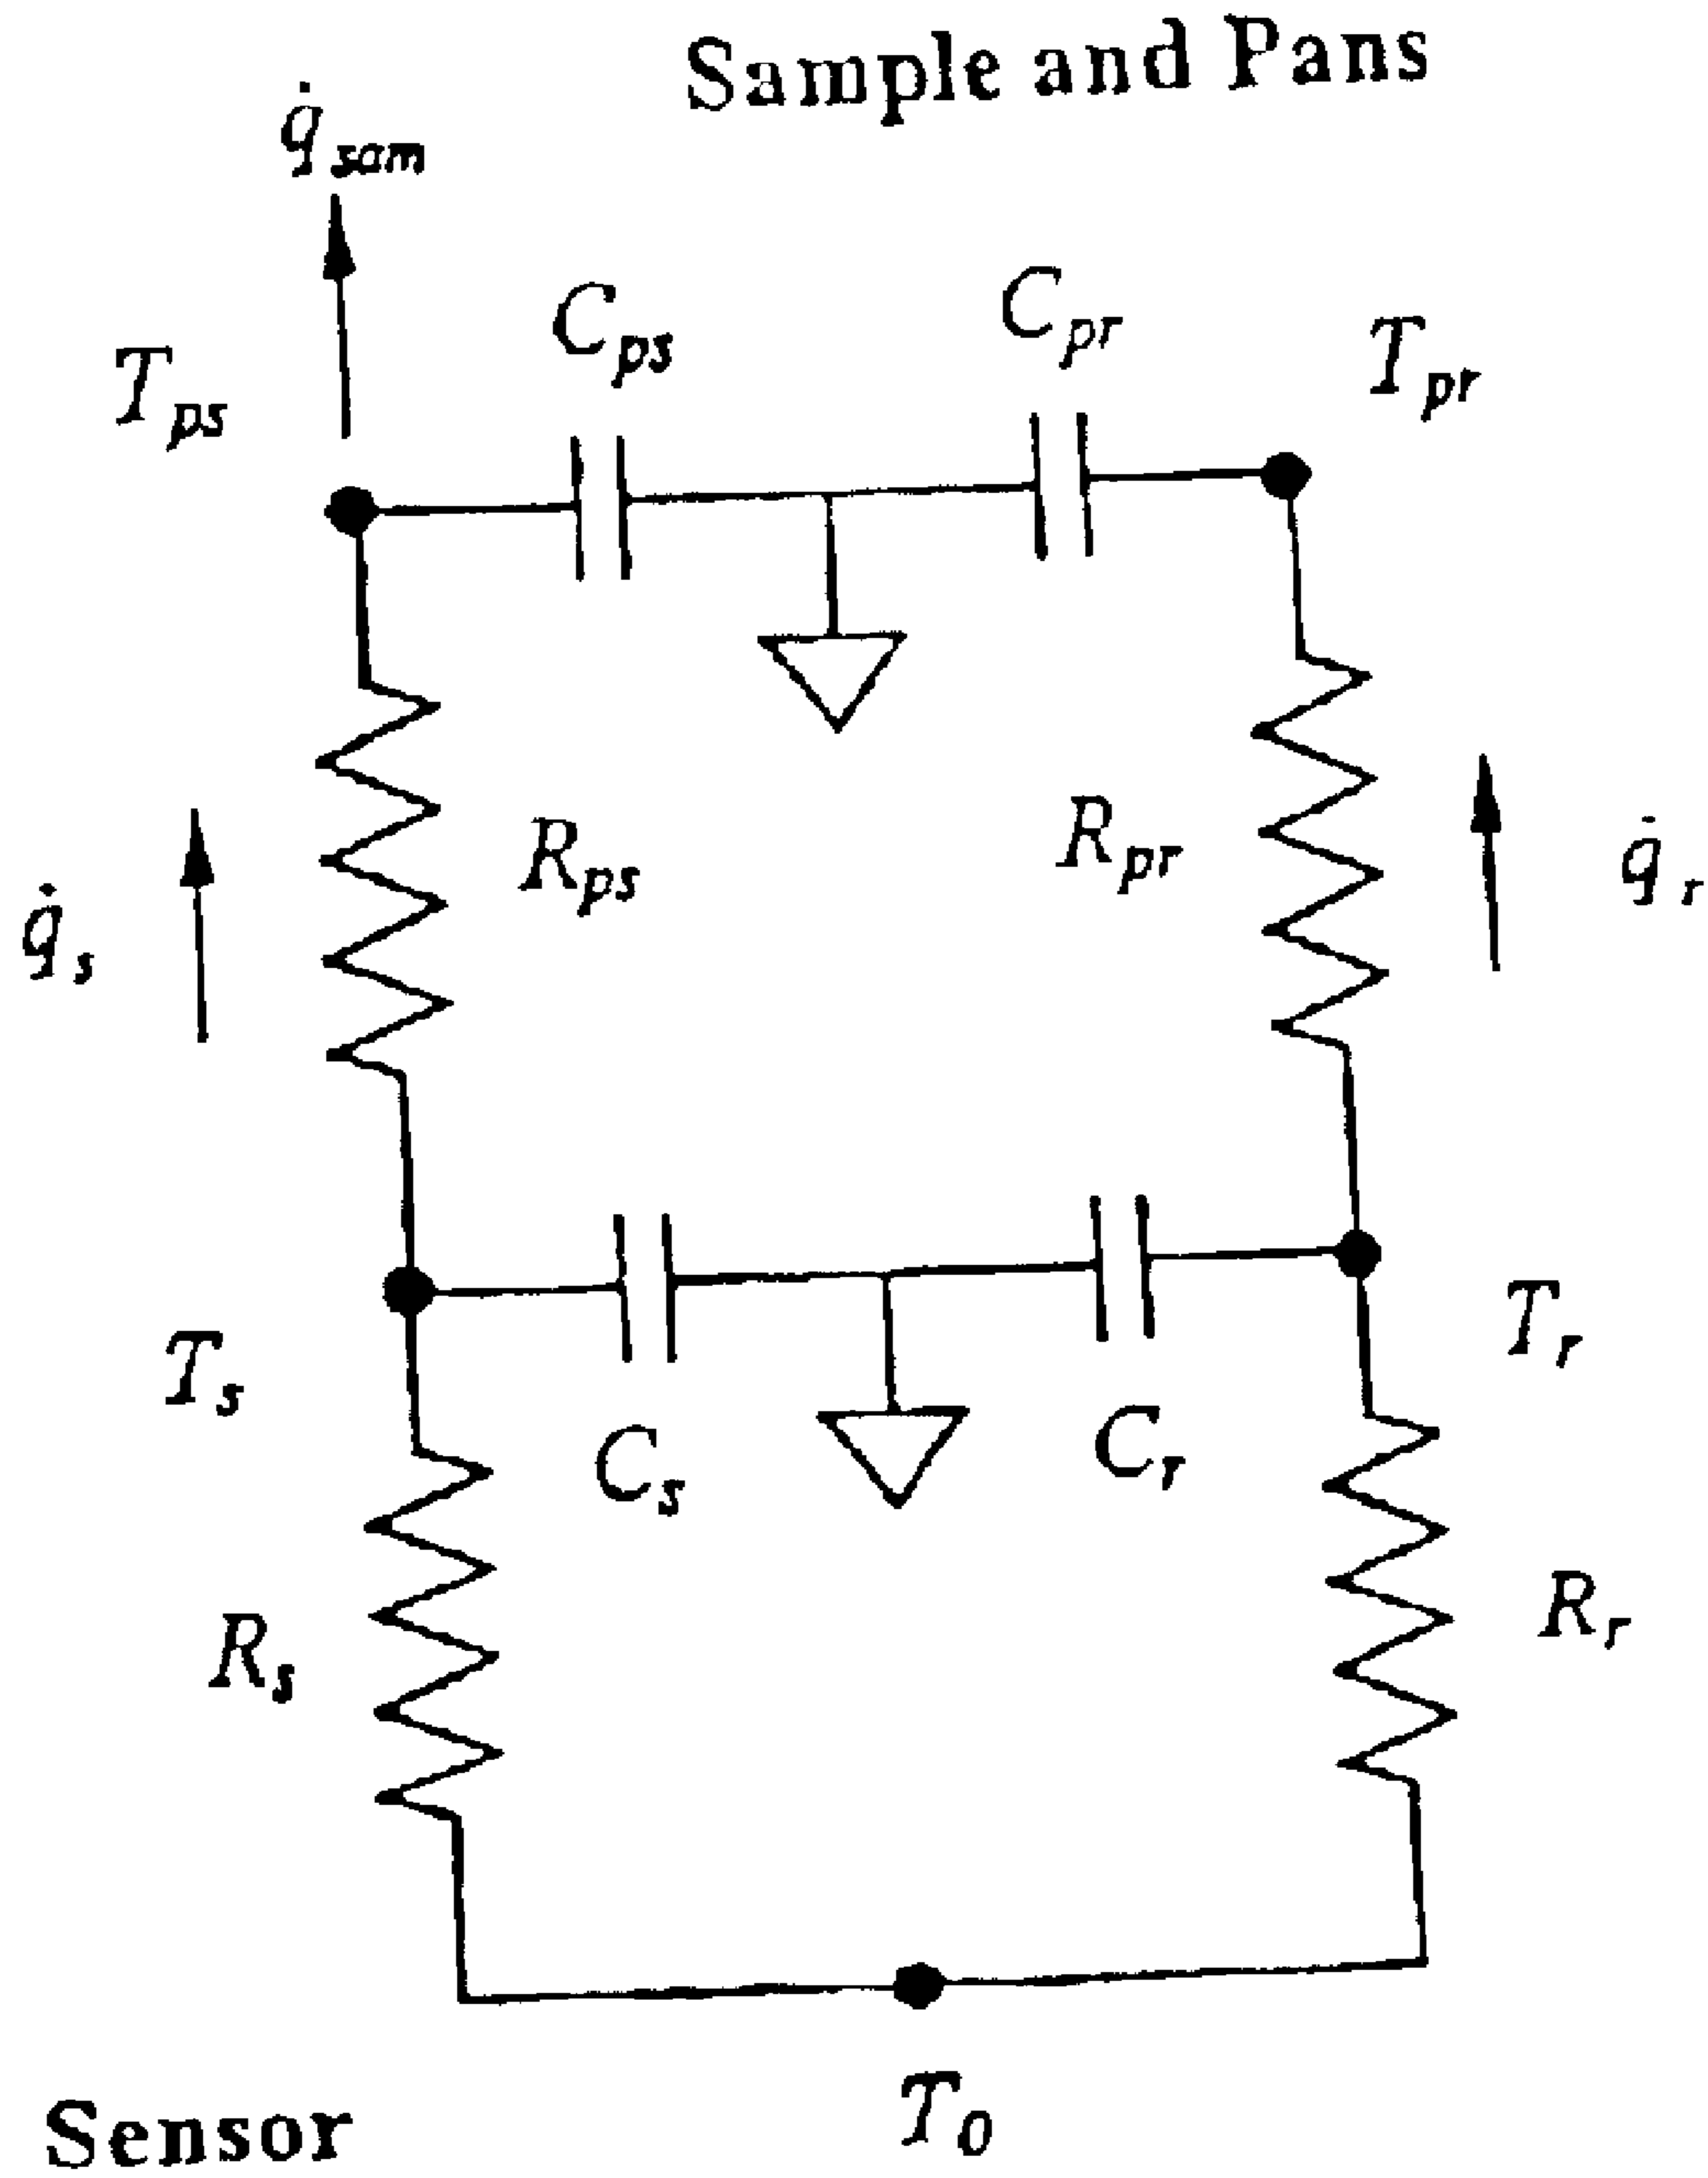 Sample and Pans
q̇sam
Cps
Cpr
Tps
Tpr
Rps
Rpr
q̇s
q̇r
Ts
Tr
Cs
Cr
Rs
Rr
T0
Sensor